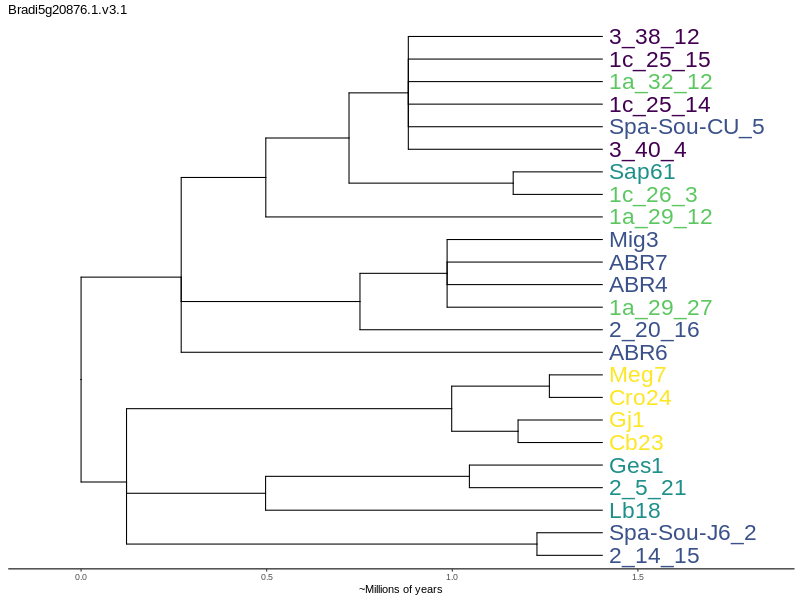 Bradi5g20876.1.v3.1
3_38_12
1c_25_15
1a_32_12
1c_25_14
Spa-Sou-CU_5
3_40_4
Sap61
1c_26_3
1a_29_12
Mig3
ABR7
ABR4
1a_29_27
2_20_16
ABR6
Meg7
Cro24
Gj1
Cb23
Ges1
2_5_21
Lb18
Spa-Sou-J6_2
2_14_15
0.0 0.5 1.0 1.5
~Millions of years